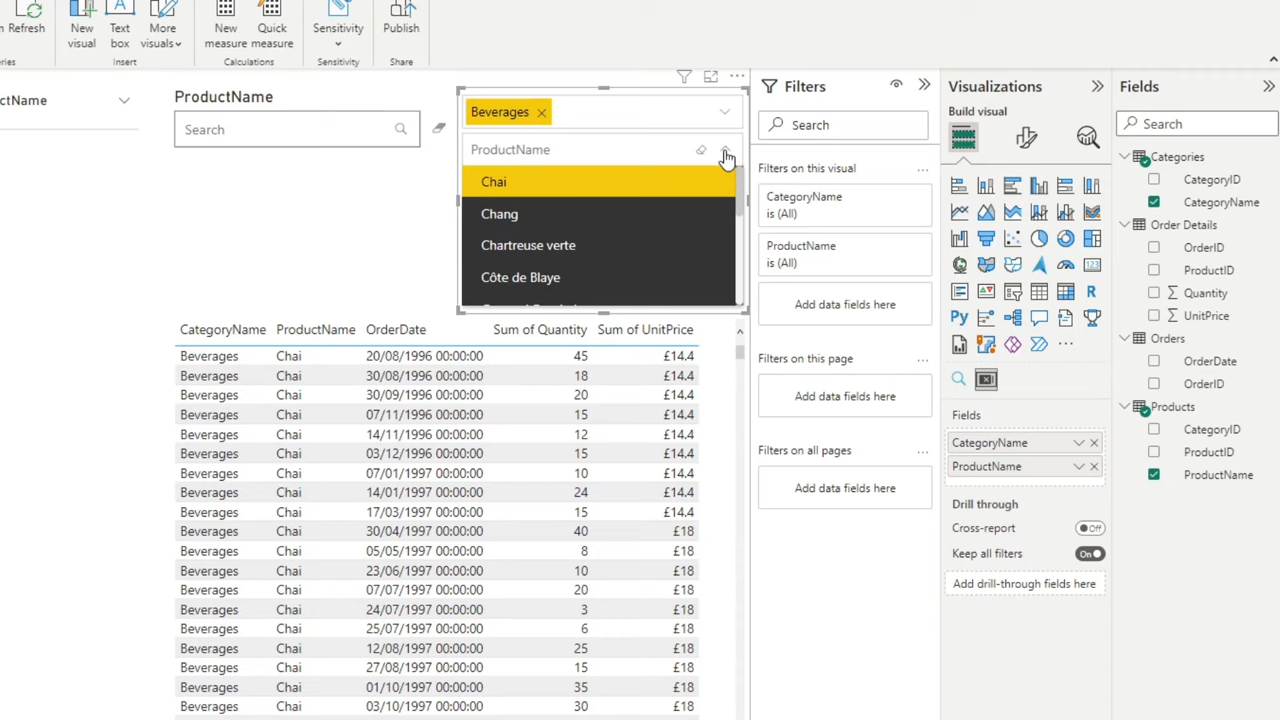 Refresh
New visual
Text box
More visuals
New measure
Quick measure
Sensitivity
Publish
Insert
Calculations
Sensitivity
Share
ProductName
Search
Beverages
ProductName
Chai
Chang
Chartreuse verte
Côte de Blaye
CategoryName ProductName OrderDate Sum of Quantity Sum of UnitPrice
Beverages Chai 20/08/1996 00:00:00 45 £14.4
Beverages Chai 30/08/1996 00:00:00 18 £14.4
Beverages Chai 30/09/1996 00:00:00 20 £14.4
Beverages Chai 07/11/1996 00:00:00 15 £14.4
Beverages Chai 14/11/1996 00:00:00 12 £14.4
Beverages Chai 03/12/1996 00:00:00 15 £14.4
Beverages Chai 07/01/1997 00:00:00 10 £14.4
Beverages Chai 14/01/1997 00:00:00 24 £14.4
Beverages Chai 17/03/1997 00:00:00 15 £14.4
Beverages Chai 30/04/1997 00:00:00 40 £18
Beverages Chai 05/05/1997 00:00:00 8 £18
Beverages Chai 23/06/1997 00:00:00 10 £18
Beverages Chai 07/07/1997 00:00:00 20 £18
Beverages Chai 24/07/1997 00:00:00 3 £18
Beverages Chai 25/07/1997 00:00:00 6 £18
Beverages Chai 12/08/1997 00:00:00 25 £18
Beverages Chai 27/08/1997 00:00:00 15 £18
Beverages Chai 01/10/1997 00:00:00 35 £18
Beverages Chai 03/10/1997 00:00:00 30 £18
Filters
Search
Filters on this visual ...
CategoryName
is (All)
ProductName
is (All)
Add data fields here
Filters on this page ...
Add data fields here
Filters on all pages ...
Add data fields here
Visualizations
Build visual
R
Py
Fields
CategoryName
ProductName
Drill through
Cross-report Off
Keep all filters On
Add drill-through fields here
Fields
Search
Categories
CategoryID
CategoryName
Order Details
OrderID
ProductID
Σ Quantity
Σ UnitPrice
Orders
OrderDate
OrderID
Products
CategoryID
ProductID
ProductName